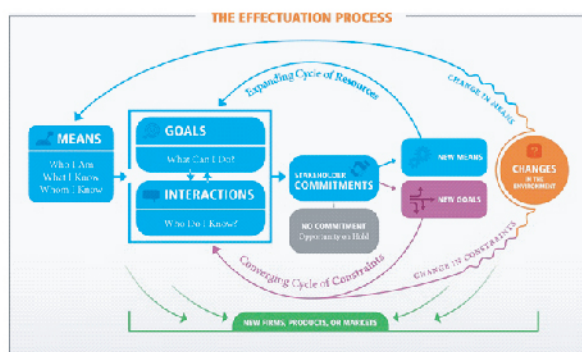 THE EFFECTUATION PROCESS
Expanding Cycle of Resources
CHANGE IN MEANS
MEANS
Who I Am
What I Know
Whom I Know
GOALS
What Can I Do?
INTERACTIONS
Who Do I Know?
STAKEHOLDER
COMMITMENTS
NO COMMITMENT
Opportunity on Hold
NEW MEANS
NEW GOALS
CHANGES
IN THE
ENVIRONMENT
Converging Cycle of Constraints
CHANGE IN CONSTRAINTS
NEW FIRMS, PRODUCTS, OR MARKETS